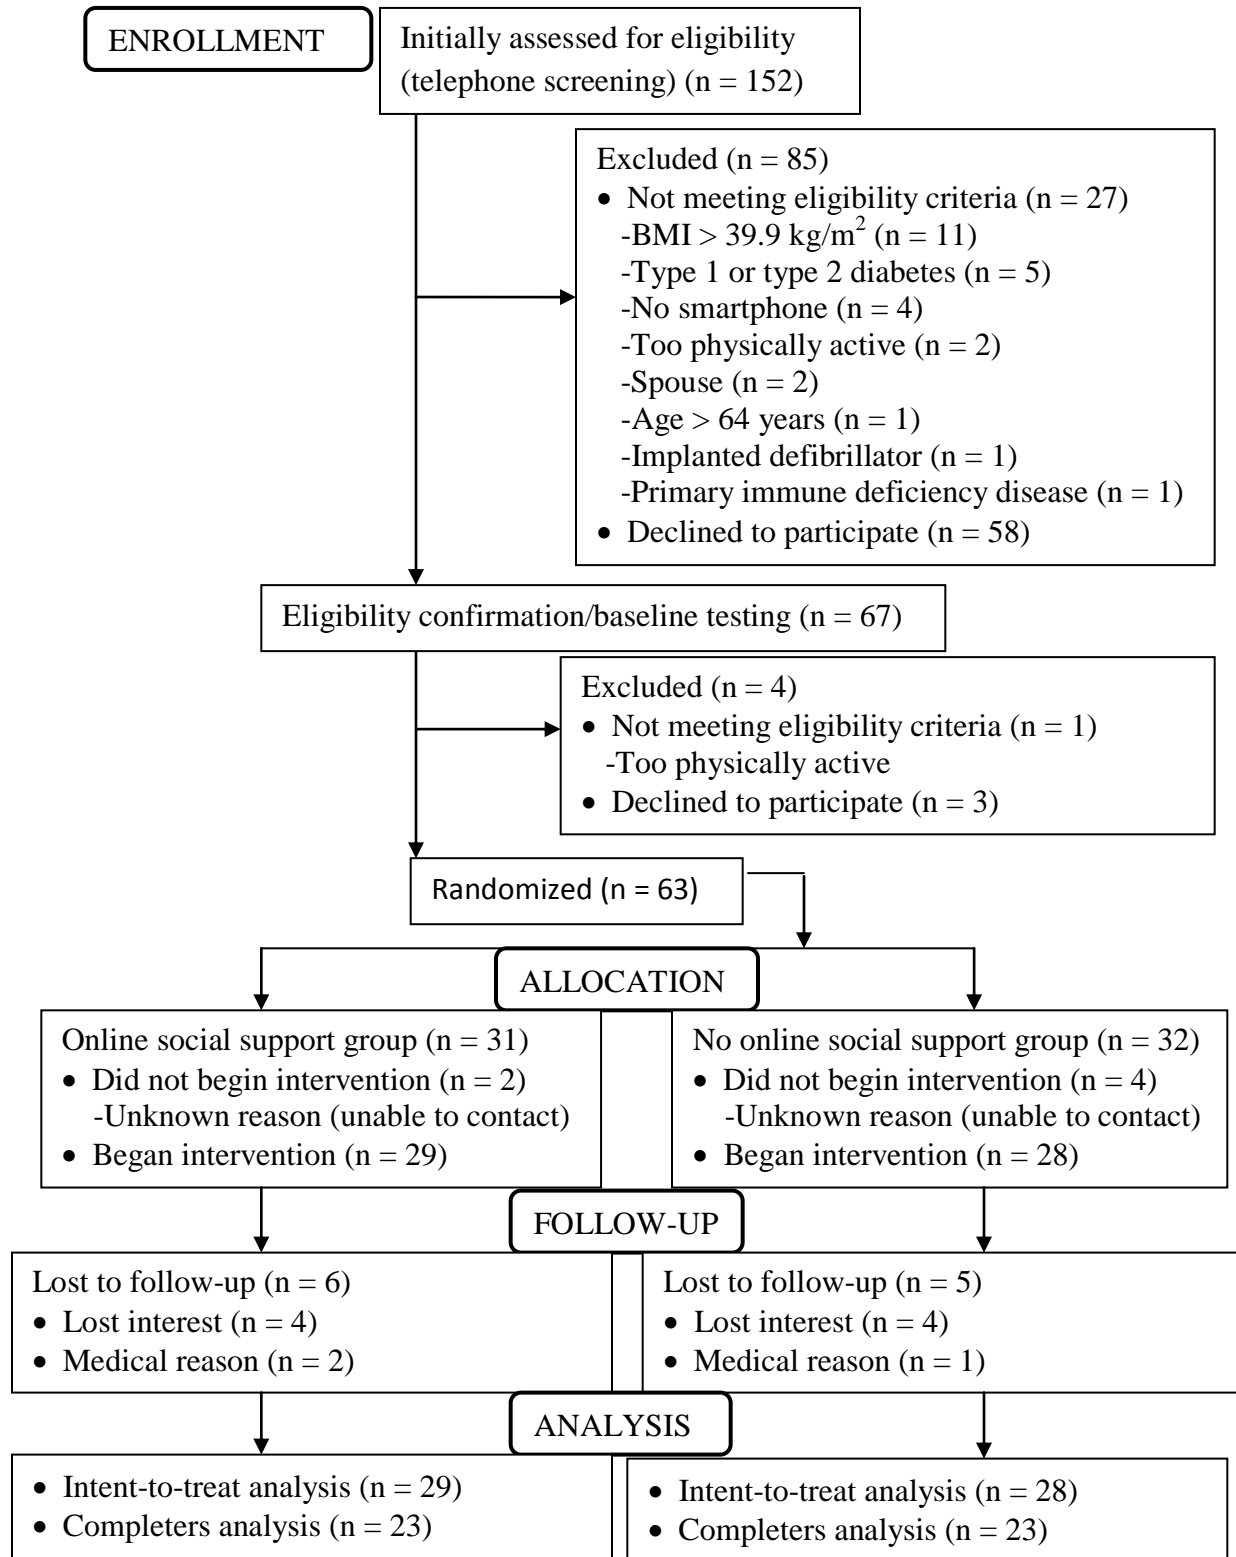 ENROLLMENT
Initially assessed for eligibility
(telephone screening) (n = 152)
Excluded (n = 85)
• Not meeting eligibility criteria (n = 27)
-BMI > 39.9 kg/m² (n = 11)
-Type 1 or type 2 diabetes (n = 5)
-No smartphone (n = 4)
-Too physically active (n = 2)
-Spouse (n = 2)
-Age > 64 years (n = 1)
-Implanted defibrillator (n = 1)
-Primary immune deficiency disease (n = 1)
• Declined to participate (n = 58)
Eligibility confirmation/baseline testing (n = 67)
Excluded (n = 4)
• Not meeting eligibility criteria (n = 1)
-Too physically active
• Declined to participate (n = 3)
Randomized (n = 63)
ALLOCATION
Online social support group (n = 31)
• Did not begin intervention (n = 2)
-Unknown reason (unable to contact)
• Began intervention (n = 29)
No online social support group (n = 32)
• Did not begin intervention (n = 4)
-Unknown reason (unable to contact)
• Began intervention (n = 28)
FOLLOW-UP
Lost to follow-up (n = 6)
• Lost interest (n = 4)
• Medical reason (n = 2)
Lost to follow-up (n = 5)
• Lost interest (n = 4)
• Medical reason (n = 1)
ANALYSIS
• Intent-to-treat analysis (n = 29)
• Completers analysis (n = 23)
• Intent-to-treat analysis (n = 28)
• Completers analysis (n = 23)